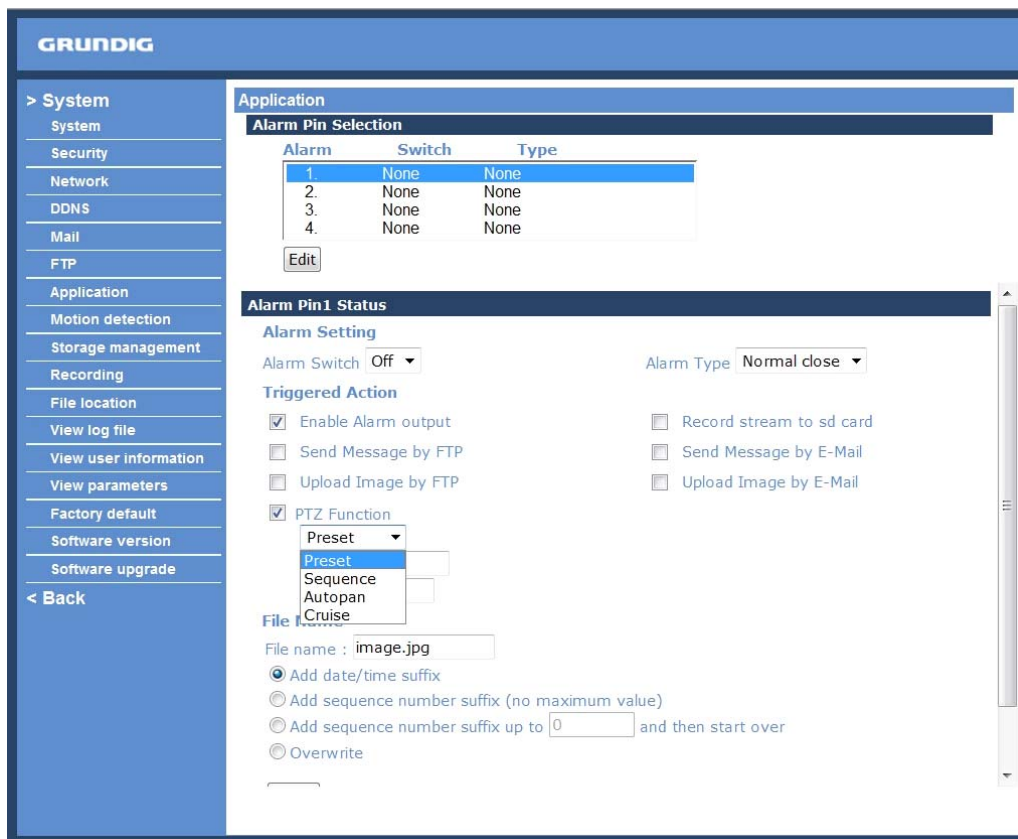 GRUNDIG
> System
System
Security
Network
DDNS
Mail
FTP
Application
Motion detection
Storage management
Recording
File location
View log file
View user information
View parameters
Factory default
Software version
Software upgrade
< Back
Application
Alarm Pin Selection
Alarm Switch Type
1. None None
2. None None
3. None None
4. None None
Edit
Alarm Pin1 Status
Alarm Setting
Alarm Switch Off Alarm Type Normal close
Triggered Action
Enable Alarm output Record stream to sd card
Send Message by FTP Send Message by E-Mail
Upload Image by FTP Upload Image by E-Mail
PTZ Function
Preset
Preset
Sequence
Autopan
Cruise
File
File name : image.jpg
Add date/time suffix
Add sequence number suffix (no maximum value)
Add sequence number suffix up to 0 and then start over
Overwrite